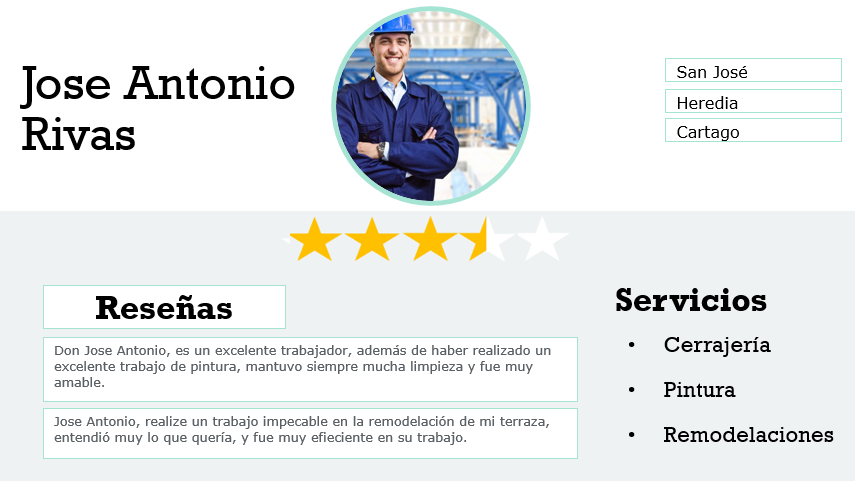 Jose Antonio
Rivas
San José
Heredia
Cartago
Reseñas
Don Jose Antonio, es un excelente trabajador, además de haber realizado un
excelente trabajo de pintura, mantuvo siempre mucha limpieza y fue muy
amable.
Jose Antonio, realize un trabajo impecable en la remodelación de mi terraza,
entendió muy lo que quería, y fue muy efieciente en su trabajo.
Servicios
• Cerrajería
• Pintura
• Remodelaciones